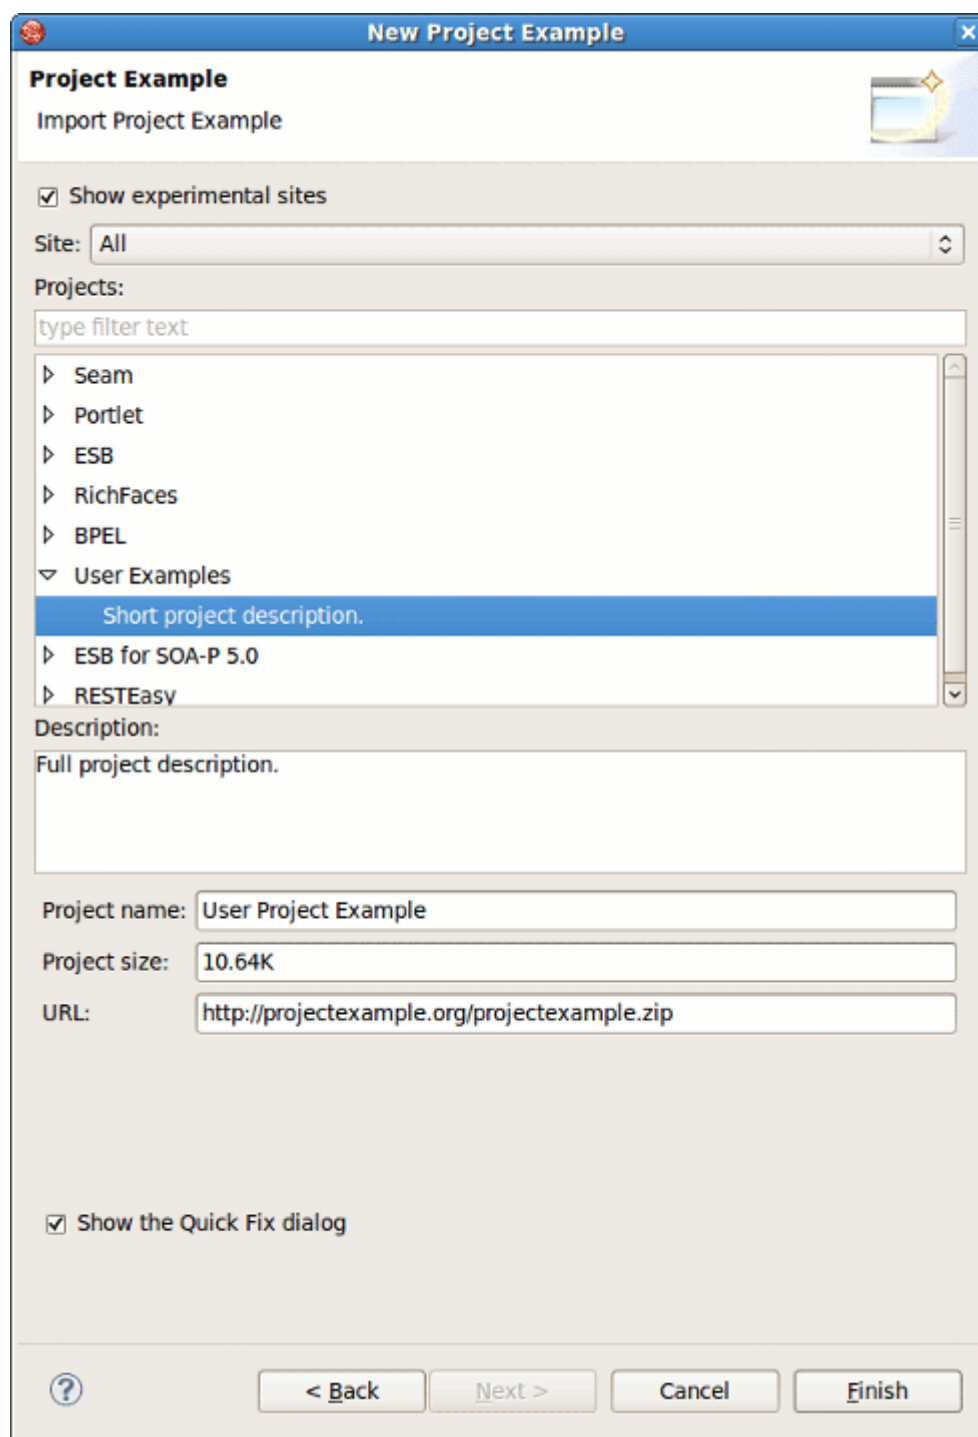 New Project Example
Project Example
Import Project Example
Show experimental sites
Site: All
Projects:
type filter text
Seam
Portlet
ESB
RichFaces
BPEL
User Examples
Short project description.
ESB for SOA-P 5.0
RESTEasy
Description:
Full project description.
Project name: User Project Example
Project size: 10.64K
URL: http://projectexample.org/projectexample.zip
Show the Quick Fix dialog
? < Back Next > Cancel Finish